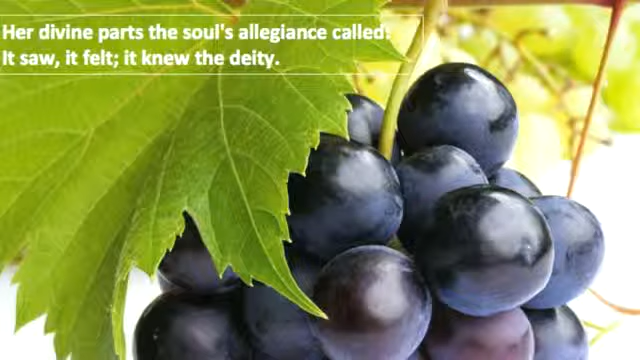 Her divine parts the soul's allegiance called:
It saw, it felt; it knew the deity.